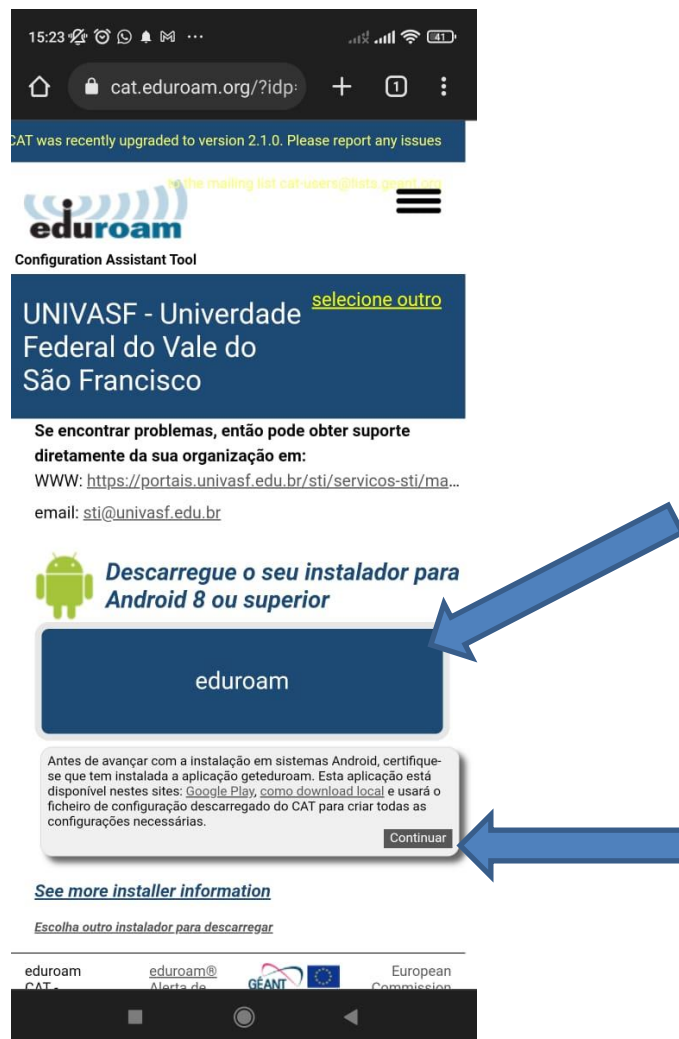 15:23
41
cat.eduroam.org/?idp=
1
CAT was recently upgraded to version 2.1.0. Please report any issues
to the mailing list cat-users@lists.geant.org
eduroam
Configuration Assistant Tool
selecione outro
UNIVASF - Univerdade
Federal do Vale do
São Francisco
Se encontrar problemas, então pode obter suporte
diretamente da sua organização em:
WWW: https://portais.univasf.edu.br/sti/servicos-sti/ma...
email: sti@univasf.edu.br
Descarregue o seu instalador para
Android 8 ou superior
eduroam
Antes de avançar com a instalação em sistemas Android, certifique-
se que tem instalada a aplicação geteduroam. Esta aplicação está
disponível nestes sites: Google Play, como download local e usará o
ficheiro de configuração descarregado do CAT para criar todas as
configurações necessárias.
Continuar
See more installer information
Escolha outro instalador para descarregar
eduroam eduroam® GÉANT European
CAT - Alerta de Commission